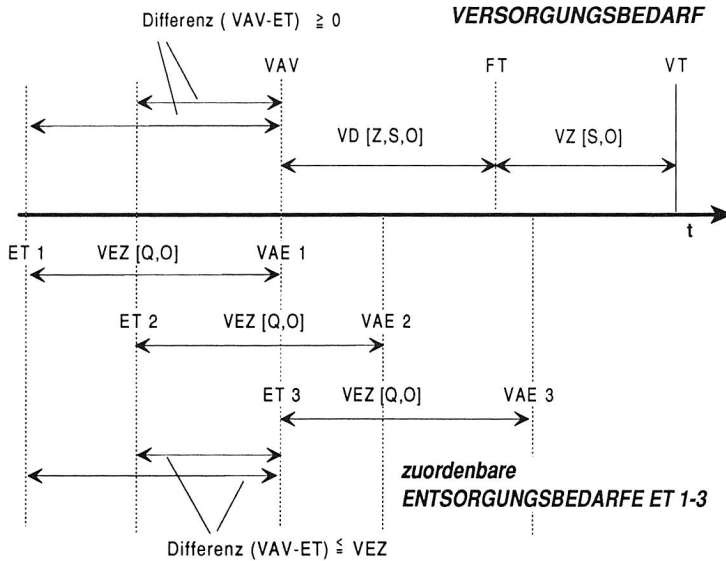 VERSORGUNGSBEDARF
Differenz ( VAV-ET) ≧ 0
VAV
FT
VT
VD [Z,S,O]
VZ [S,O]
t
ET 1
VEZ [Q,O]
VAE 1
ET 2
VEZ [Q,O]
VAE 2
ET 3
VEZ [Q,O]
VAE 3
zuordenbare
ENTSORGUNGSBEDARFE ET 1-3
Differenz (VAV-ET) ≦ VEZ